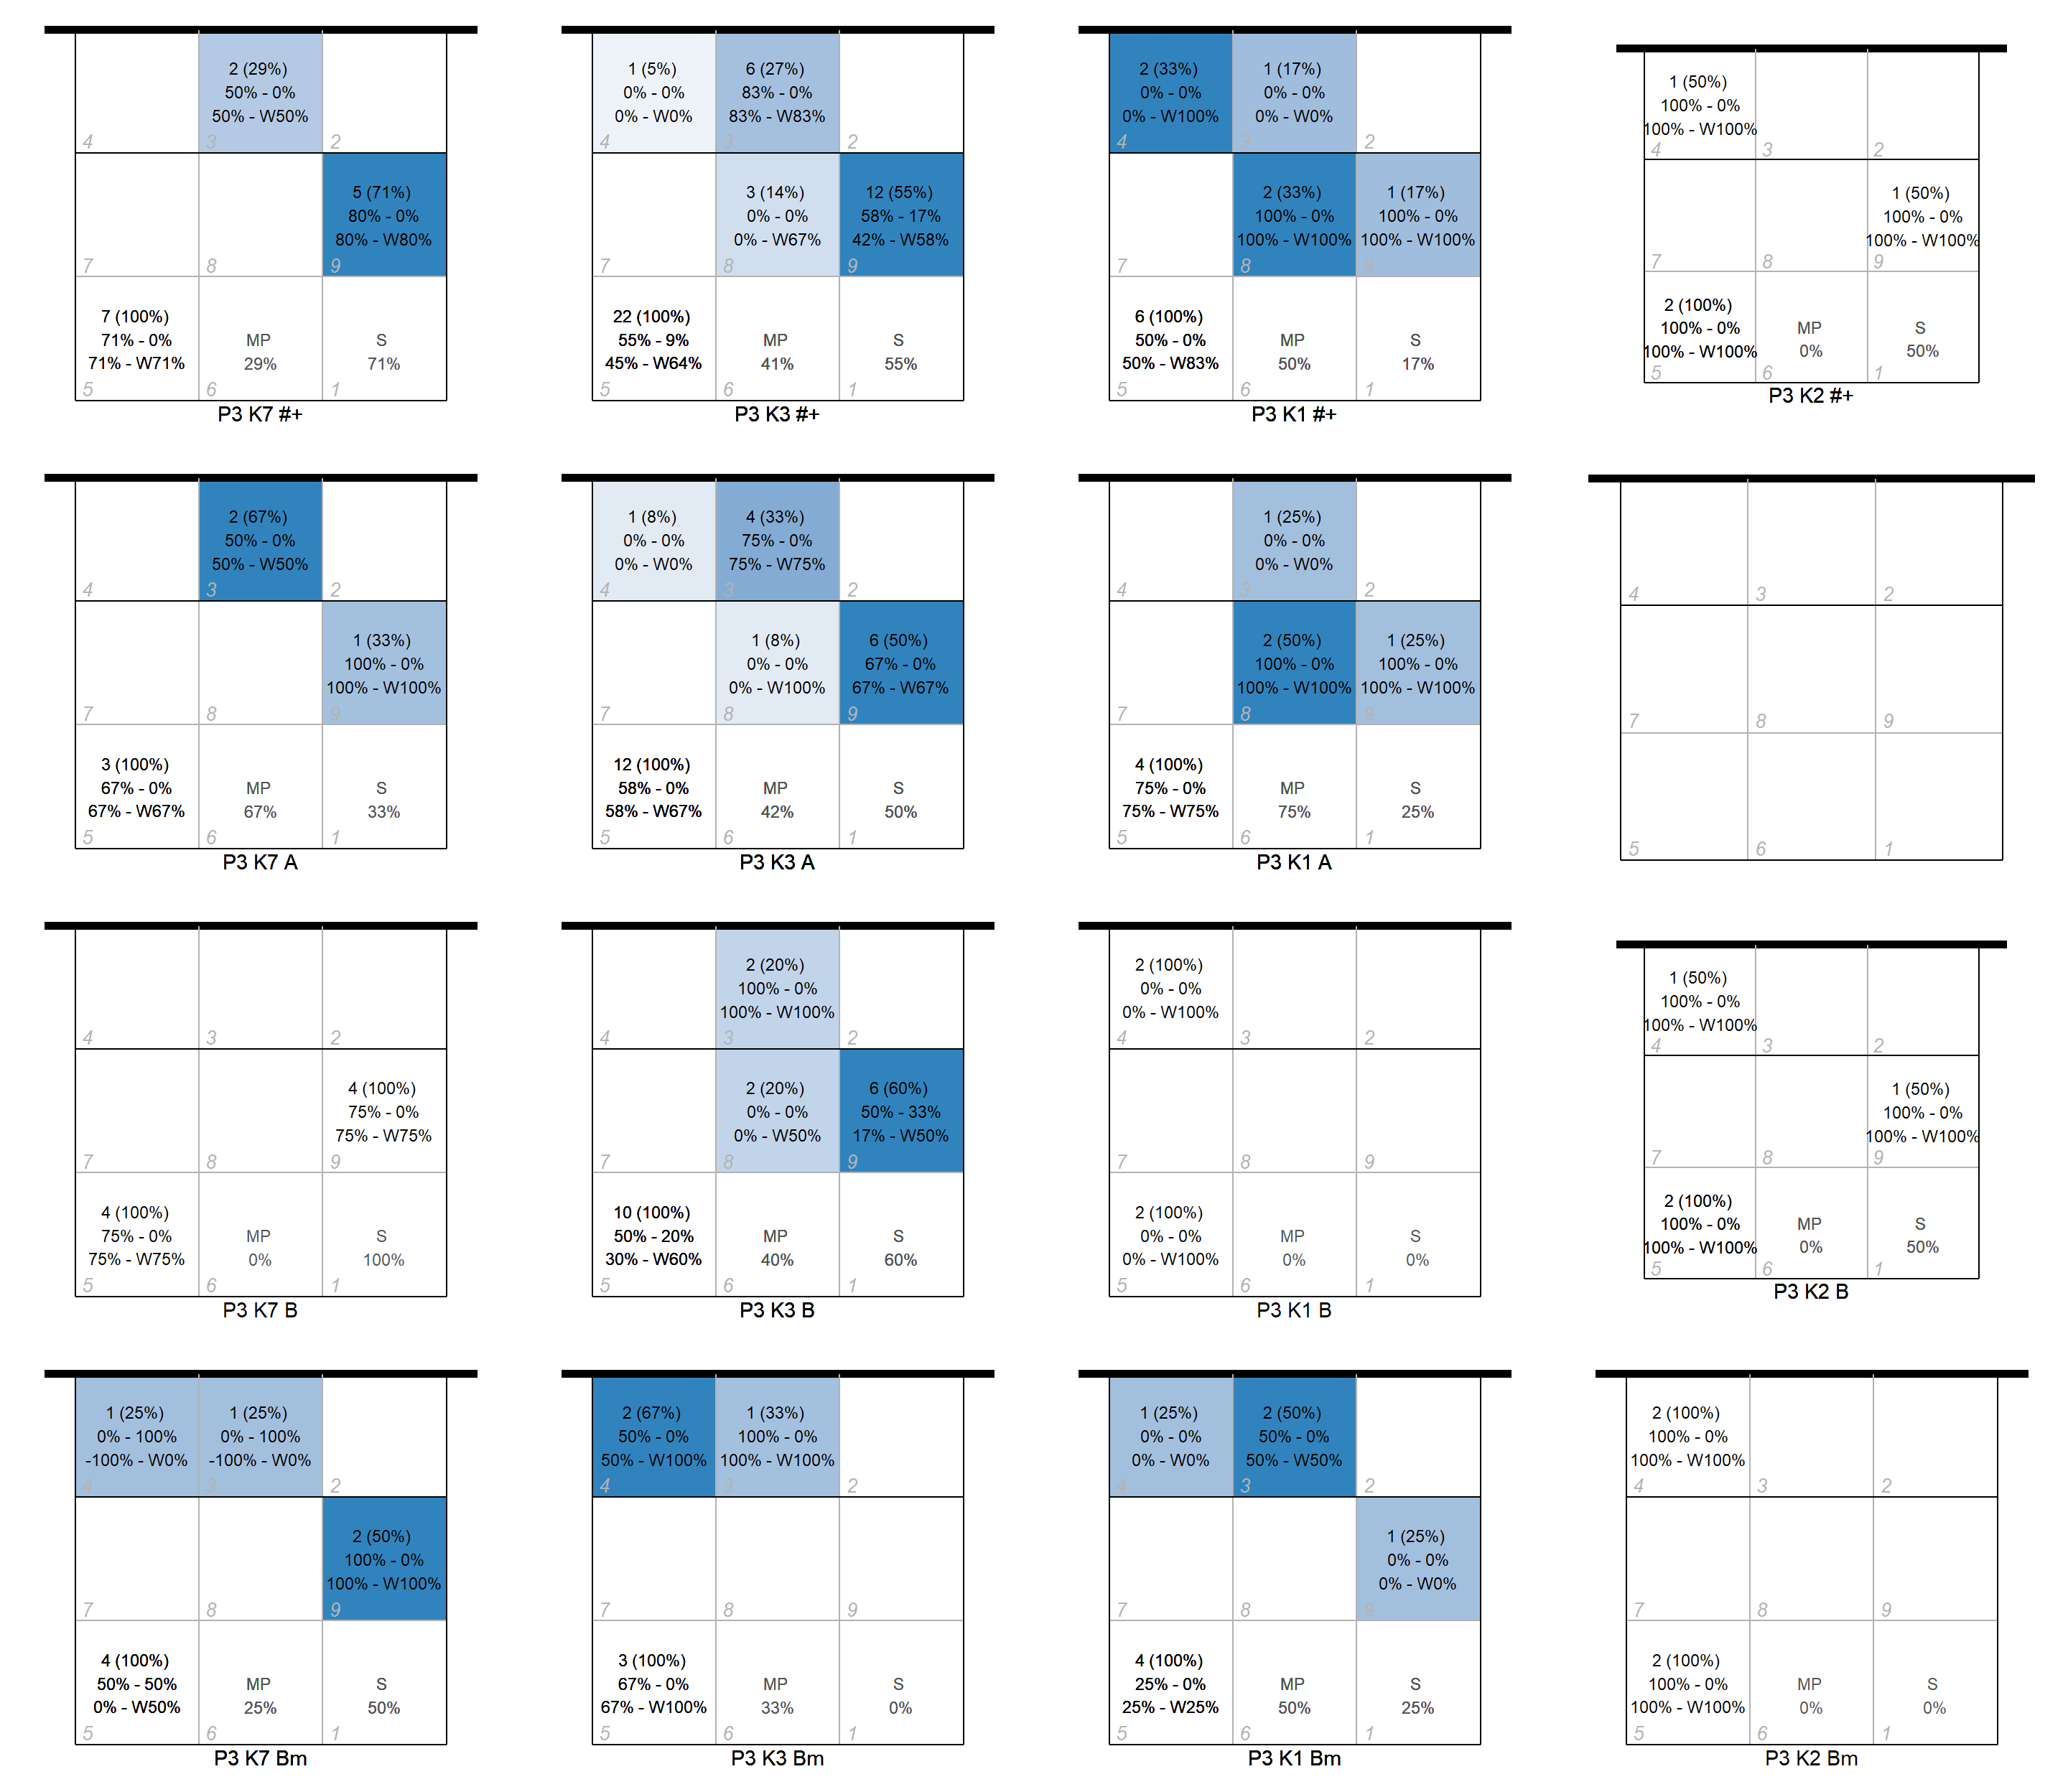 2 (29%)
50% - 0%
50% - W50%
4
3
2
5 (71%)
80% - 0%
80% - W80%
7
8
9
7 (100%)
71% - 0%
71% - W71%
MP
29%
S
71%
5
6
1
P3 K7 #+
1 (5%)
0% - 0%
0% - W0%
6 (27%)
83% - 0%
83% - W83%
4
3
2
3 (14%)
0% - 0%
0% - W67%
12 (55%)
58% - 17%
42% - W58%
7
8
9
22 (100%)
55% - 9%
45% - W64%
MP
41%
S
55%
5
6
1
P3 K3 #+
2 (33%)
0% - 0%
0% - W100%
1 (17%)
0% - 0%
0% - W0%
4
3
2
2 (33%)
100% - 0%
100% - W100%
1 (17%)
100% - 0%
100% - W100%
7
8
9
6 (100%)
50% - 0%
50% - W83%
MP
50%
S
17%
5
6
1
P3 K1 #+
1 (50%)
100% - 0%
100% - W100%
4
3
2
1 (50%)
100% - 0%
100% - W100%
7
8
9
2 (100%)
100% - 0%
100% - W100%
MP
0%
S
50%
5
6
1
P3 K2 #+
2 (67%)
50% - 0%
50% - W50%
4
3
2
1 (33%)
100% - 0%
100% - W100%
7
8
9
3 (100%)
67% - 0%
67% - W67%
MP
67%
S
33%
5
6
1
P3 K7 A
1 (8%)
0% - 0%
0% - W0%
4 (33%)
75% - 0%
75% - W75%
4
3
2
1 (8%)
0% - 0%
0% - W100%
6 (50%)
67% - 0%
67% - W67%
7
8
9
12 (100%)
58% - 0%
58% - W67%
MP
42%
S
50%
5
6
1
P3 K3 A
1 (25%)
0% - 0%
0% - W0%
4
3
2
2 (50%)
100% - 0%
100% - W100%
1 (25%)
100% - 0%
100% - W100%
7
8
9
4 (100%)
75% - 0%
75% - W75%
MP
75%
S
25%
5
6
1
P3 K1 A
4
3
2
7
8
9
5
6
1
4
3
2
4 (100%)
75% - 0%
75% - W75%
7
8
9
4 (100%)
75% - 0%
75% - W75%
MP
0%
S
100%
5
6
1
P3 K7 B
2 (20%)
100% - 0%
100% - W100%
4
3
2
2 (20%)
0% - 0%
0% - W50%
6 (60%)
50% - 33%
17% - W50%
7
8
9
10 (100%)
50% - 20%
30% - W60%
MP
40%
S
60%
5
6
1
P3 K3 B
2 (100%)
0% - 0%
0% - W100%
4
3
2
7
8
9
2 (100%)
0% - 0%
0% - W100%
MP
0%
S
0%
5
6
1
P3 K1 B
1 (50%)
100% - 0%
100% - W100%
4
3
2
1 (50%)
100% - 0%
100% - W100%
7
8
9
2 (100%)
100% - 0%
100% - W100%
MP
0%
S
50%
5
6
1
P3 K2 B
1 (25%)
0% - 100%
-100% - W0%
1 (25%)
0% - 100%
-100% - W0%
4
3
2
2 (50%)
100% - 0%
100% - W100%
7
8
9
4 (100%)
50% - 50%
0% - W50%
MP
25%
S
50%
5
6
1
P3 K7 Bm
2 (67%)
50% - 0%
50% - W100%
1 (33%)
100% - 0%
100% - W100%
4
3
2
7
8
9
3 (100%)
67% - 0%
67% - W100%
MP
33%
S
0%
5
6
1
P3 K3 Bm
1 (25%)
0% - 0%
0% - W0%
2 (50%)
50% - 0%
50% - W50%
4
3
2
1 (25%)
0% - 0%
0% - W0%
7
8
9
4 (100%)
25% - 0%
25% - W25%
MP
50%
S
25%
5
6
1
P3 K1 Bm
2 (100%)
100% - 0%
100% - W100%
4
3
2
7
8
9
2 (100%)
100% - 0%
100% - W100%
MP
0%
S
0%
5
6
1
P3 K2 Bm